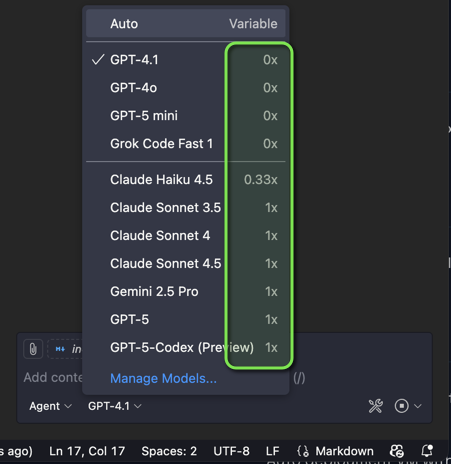 Auto Variable
GPT-4.1 0x
GPT-4o 0x
GPT-5 mini 0x
Grok Code Fast 1 0x
Claude Haiku 4.5 0.33x
Claude Sonnet 3.5 1x
Claude Sonnet 4 1x
Claude Sonnet 4.5 1x
Gemini 2.5 Pro 1x
GPT-5 1x
GPT-5-Codex (Preview) 1x
Manage Models...
in
Add conte (/)
Agent GPT-4.1
s ago) Ln 17, Col 17 Spaces: 2 UTF-8 LF Markdown